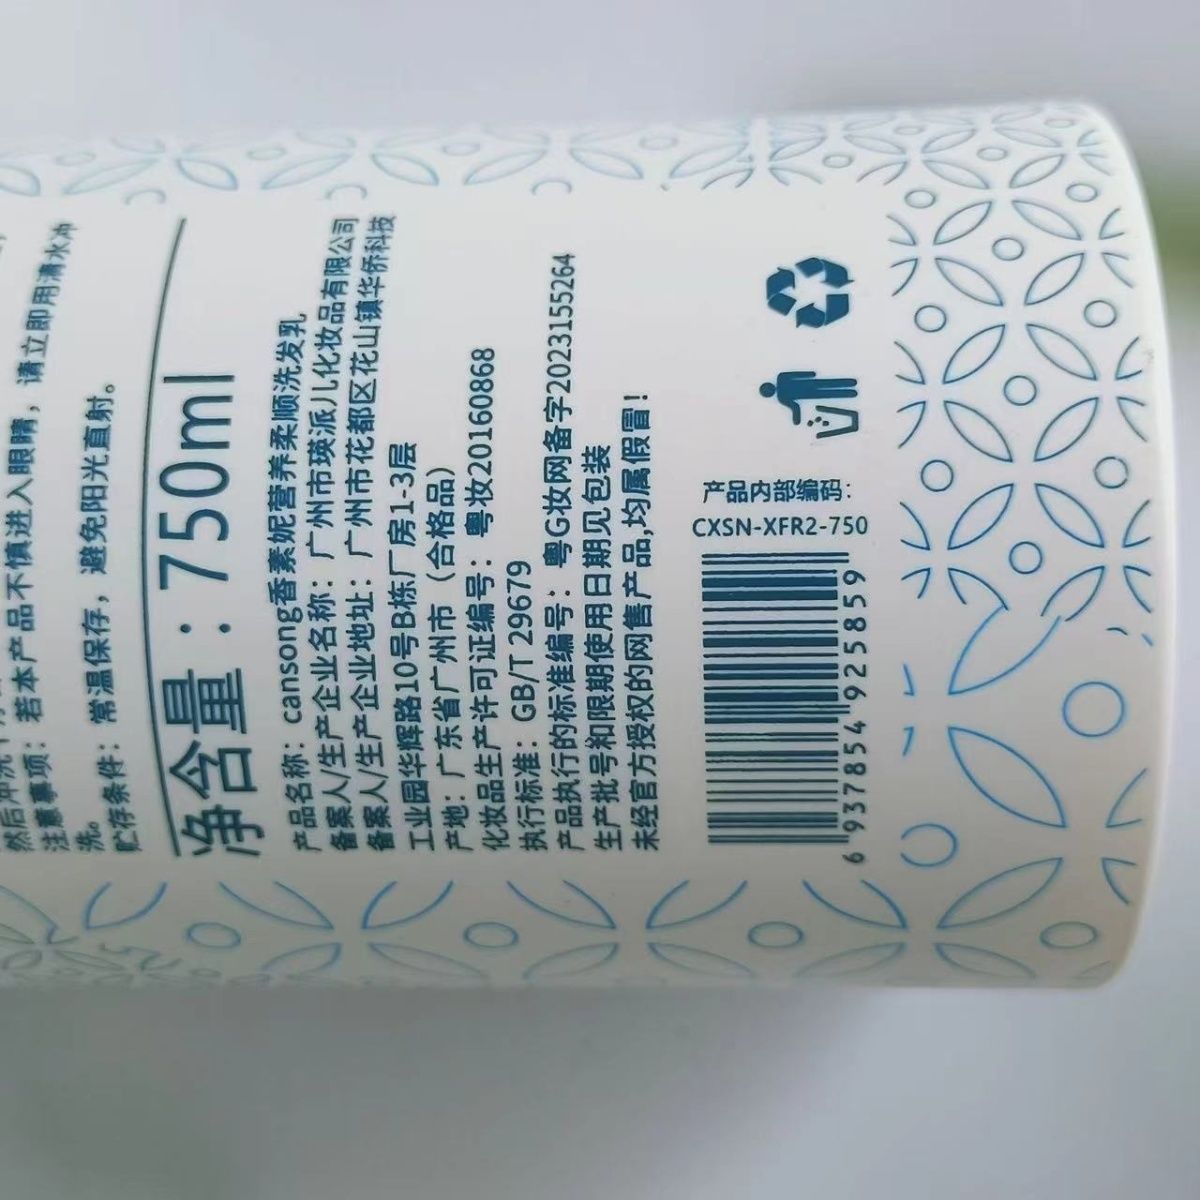 注意事项：若本产品不慎进入眼睛，请立即用清水冲
洗。
贮存条件：常温保存，避免阳光直射。
净含量：750ml
产品名称：cansong香素妮营养柔顺洗发乳
备案人/生产企业名称：广州市瑛派儿化妆品有限公司
备案人/生产企业地址：广州市花都区花山镇华侨科技
工业园华辉路10号B栋厂房1-3层
产地：广东省广州市（合格品）
化妆品生产许可证编号：粤妆20160868
执行标准：GB/T 29679
产品执行的标准编号：粤G妆网备字2023155264
生产批号和限期使用日期见包装
未经官方授权的网售产品,均属假冒!
产品内部编码：
CXSN-XFR2-750
6 937854 925859